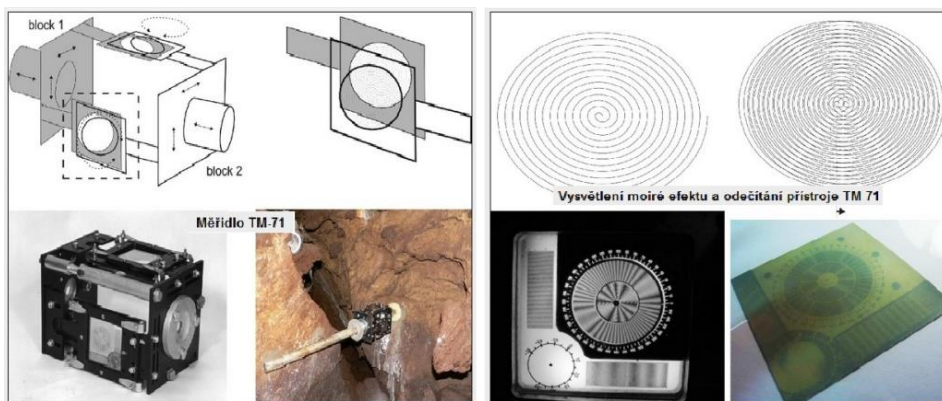 block 1
block 2
Měřidlo TM-71
Vysvětlení moiré efektu a odečítání přístroje TM 71